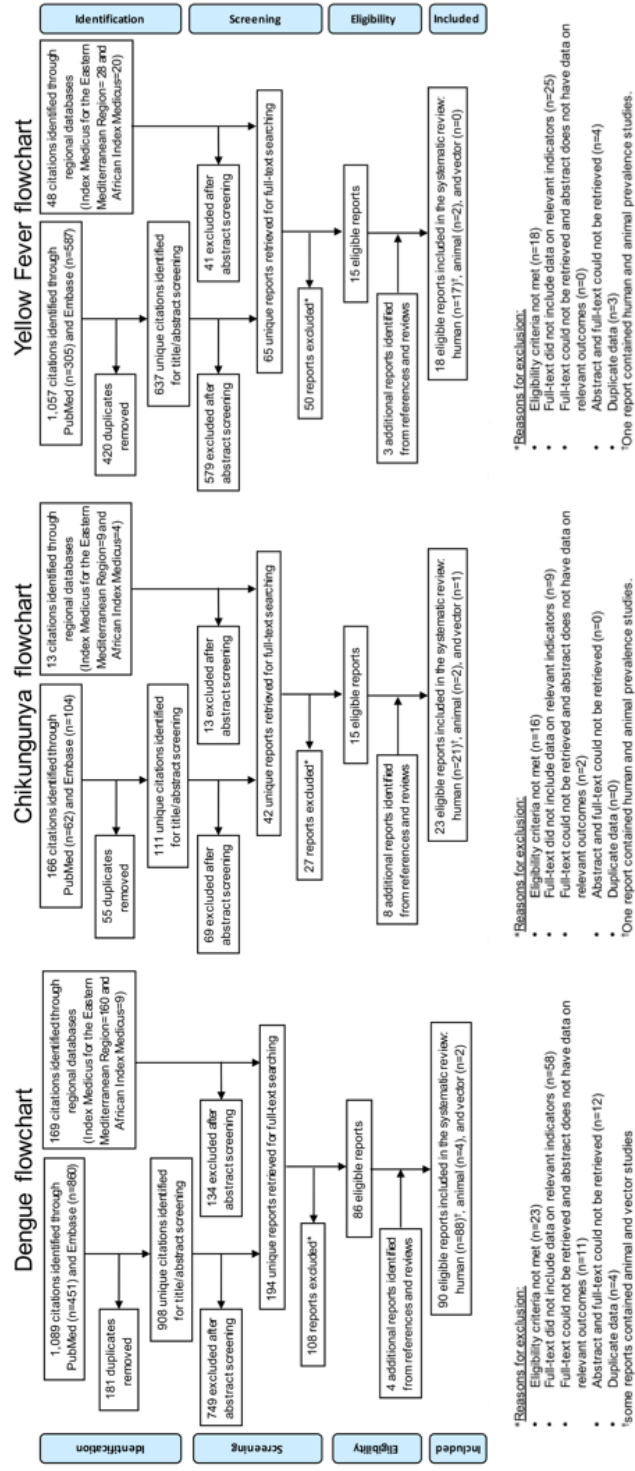 Dengue flowchart
Identification
Screening
Eligibility
Included
1,089 citations identified through
PubMed (n=451) and Embase (n=860)
169 citations identified through
regional databases
(Index Medicus for the Eastern
Mediterranean Region=160 and
African Index Medicus=9)
181 duplicates
removed
908 unique citations identified
for title/abstract screening
749 excluded after
abstract screening
134 excluded after
abstract screening
194 unique reports retrieved for full-text searching
108 reports excluded*
86 eligible reports
4 additional reports identified
from references and reviews
90 eligible reports included in the systematic review:
human (n=88)†, animal (n=4), and vector (n=2)
*Reasons for exclusion:
• Eligibility criteria not met (n=23)
• Full-text did not include data on relevant indicators (n=58)
• Full-text could not be retrieved and abstract does not have data on
relevant outcomes (n=11)
• Abstract and full-text could not be retrieved (n=12)
• Duplicate data (n=4)
†some reports contained animal and vector studies
Chikungunya flowchart
166 citations identified through
PubMed (n=62) and Embase (n=104)
13 citations identified through
regional databases
(Index Medicus for the Eastern
Mediterranean Region=9 and
African Index Medicus=4)
55 duplicates
removed
111 unique citations identified
for title/abstract screening
69 excluded after
abstract screening
13 excluded after
abstract screening
42 unique reports retrieved for full-text searching
27 reports excluded*
15 eligible reports
8 additional reports identified
from references and reviews
23 eligible reports included in the systematic review:
human (n=21)†, animal (n=2), and vector (n=1)
*Reasons for exclusion:
• Eligibility criteria not met (n=16)
• Full-text did not include data on relevant indicators (n=9)
• Full-text could not be retrieved and abstract does not have data on
relevant outcomes (n=2)
• Abstract and full-text could not be retrieved (n=0)
• Duplicate data (n=0)
†One report contained human and animal prevalence studies.
Yellow Fever flowchart
1,057 citations identified through
PubMed (n=305) and Embase (n=587)
48 citations identified through
regional databases
(Index Medicus for the Eastern
Mediterranean Region= 28 and
African Index Medicus=20)
420 duplicates
removed
637 unique citations identified
for title/abstract screening
579 excluded after
abstract screening
41 excluded after
abstract screening
65 unique reports retrieved for full-text searching
50 reports excluded*
15 eligible reports
3 additional reports identified
from references and reviews
18 eligible reports included in the systematic review:
human (n=17)†, animal (n=2), and vector (n=0)
*Reasons for exclusion:
• Eligibility criteria not met (n=18)
• Full-text did not include data on relevant indicators (n=25)
• Full-text could not be retrieved and abstract does not have data on
relevant outcomes (n=0)
• Abstract and full-text could not be retrieved (n=4)
• Duplicate data (n=3)
†One report contained human and animal prevalence studies.
Identification
Screening
Eligibility
Included